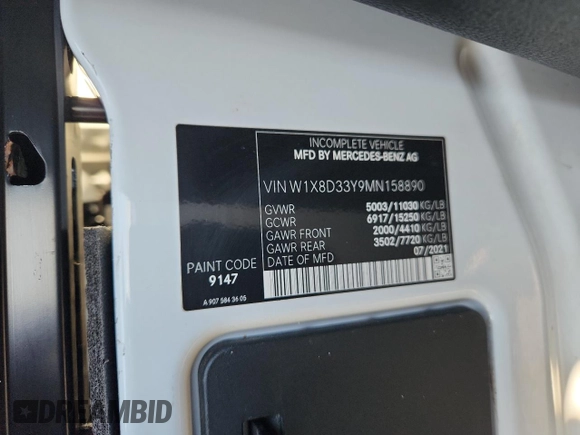 INCOMPLETE VEHICLE
MFD BY MERCEDES-BENZ AG
VIN W1X8D33Y9MN158890
GVWR 5003/11030 KG/LB
GCWR 6917/15250 KG/LB
GAWR FRONT 2000/4410 KG/LB
GAWR REAR 3502/7720 KG/LB
DATE OF MFD 07/2021
PAINT CODE
9147
A 907 584 36 05
DREAMBID